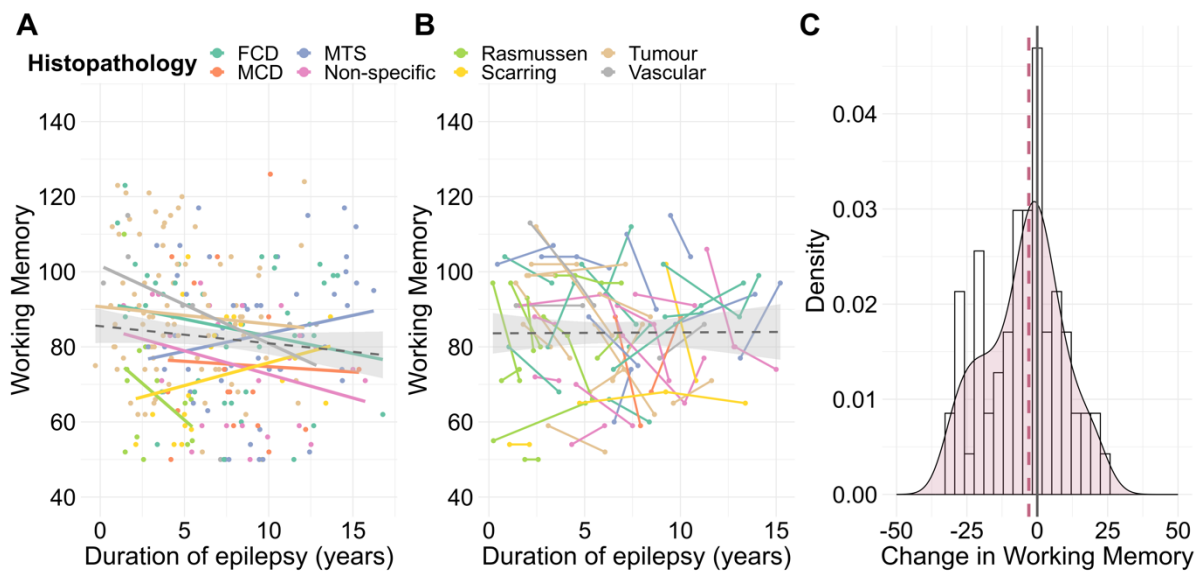 A
B
C
Histopathology
FCD
MTS
Rasmussen
Tumour
MCD
Non-specific
Scarring
Vascular
Working Memory
140
120
100
80
60
40
0
5
10
15
Duration of epilepsy (years)
Working Memory
140
120
100
80
60
40
0
5
10
15
Duration of epilepsy (years)
Density
0.04
0.03
0.02
0.01
0.00
-50
-25
0
25
50
Change in Working Memory